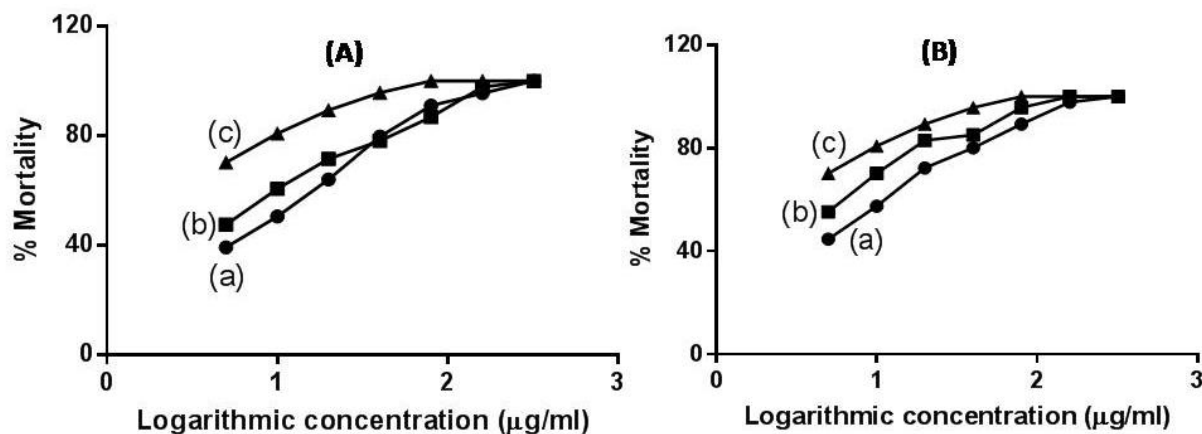 120
(A)
(c)
80
(b)
40
(a)
0
% Mortality
0 1 2 3
Logarithmic concentration (μg/ml)
120
(B)
(c)
80
(b)
(a)
40
0
% Mortality
0 1 2 3
Logarithmic concentration (μg/ml)